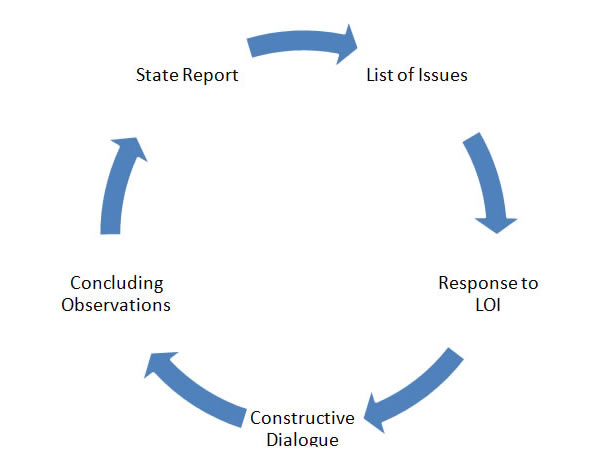 State Report
List of Issues
Response to
LOI
Constructive
Dialogue
Concluding
Observations